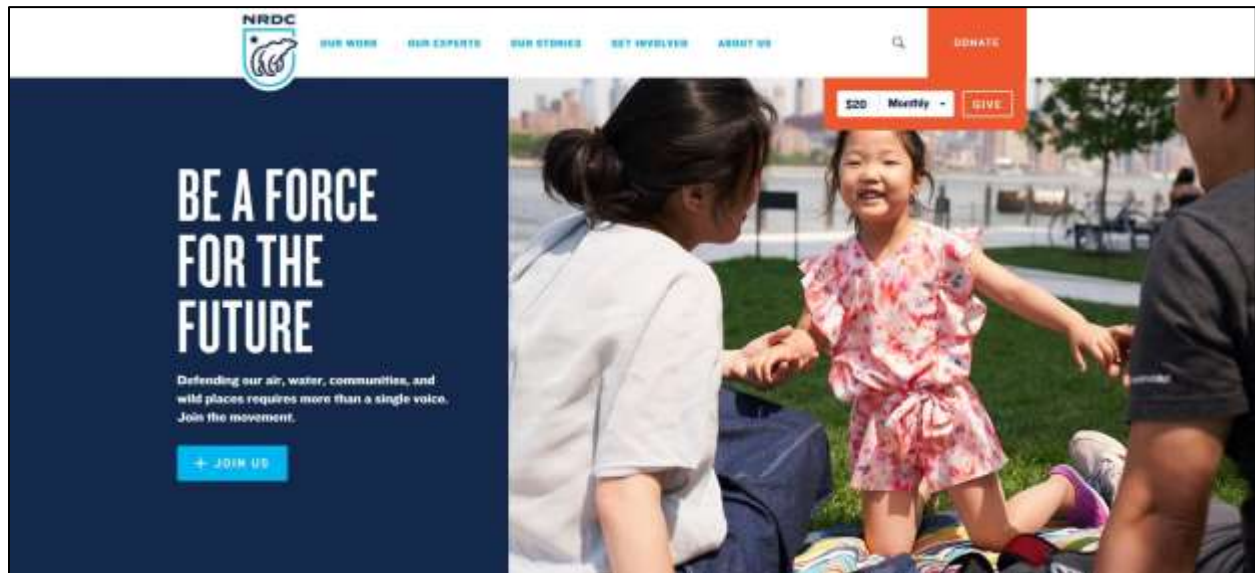 NRDC
OUR WORK OUR EXPERTS OUR STORIES GET INVOLVED ABOUT US
DONATE
$20 Monthly GIVE
BE A FORCE
FOR THE
FUTURE
Defending our air, water, communities, and
wild places requires more than a single voice.
Join the movement.
+ JOIN US